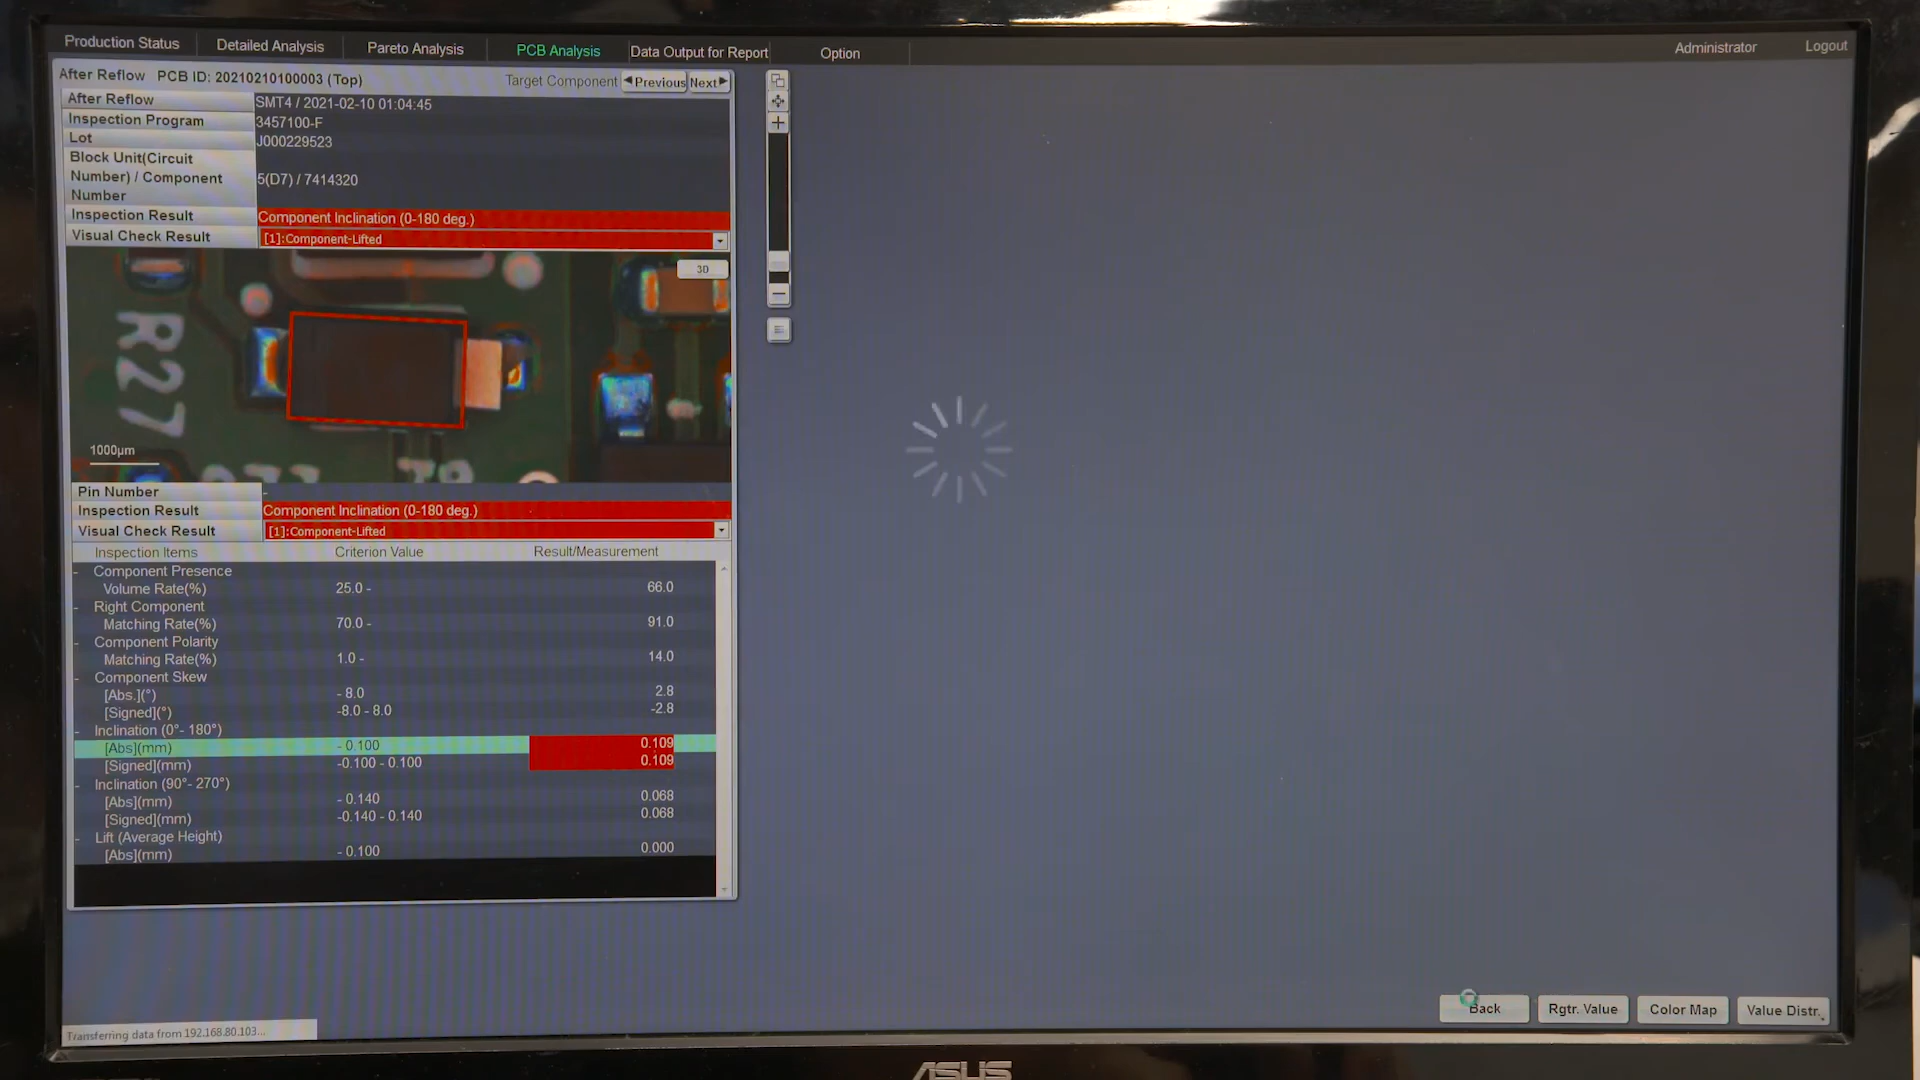 Production Status
Detailed Analysis
Pareto Analysis
PCB Analysis
Data Output for Report
Option
Administrator
Logout
After Reflow PCB ID: 20210210100003 (Top)
Target Component
Previous
Next
After Reflow SMT4 / 2021-02-10 01:04:45
Inspection Program 3457100-F
Lot J000229523
Block Unit(Circuit
Number) / Component 5(D7) / 7414320
Number
Inspection Result Component Inclination (0-180 deg.)
Visual Check Result [1]:Component-Lifted
3D
R27
1000µm
Pin Number -
Inspection Result Component Inclination (0-180 deg.)
Visual Check Result [1]:Component-Lifted
Inspection Items Criterion Value Result/Measurement
- Component Presence
Volume Rate(%) 25.0 - 66.0
- Right Component
Matching Rate(%) 70.0 - 91.0
- Component Polarity
Matching Rate(%) 1.0 - 14.0
- Component Skew
[Abs.](°) - 8.0 2.8
[Signed](°) -8.0 - 8.0 -2.8
- Inclination (0°- 180°)
[Abs](mm) - 0.100 0.109
[Signed](mm) -0.100 - 0.100 0.109
- Inclination (90°- 270°)
[Abs](mm) - 0.140 0.068
[Signed](mm) -0.140 - 0.140 0.068
- Lift (Average Height)
[Abs](mm) - 0.100 0.000
Back
Rgtr. Value
Color Map
Value Distr.
Transferring data from 192.168.80.103...
ASUS